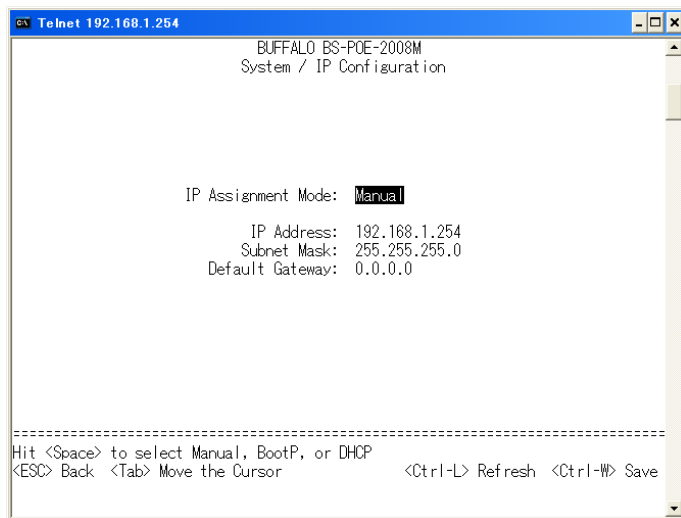 Telnet 192.168.1.254
BUFFALO BS-POE-2008M
System / IP Configuration
IP Assignment Mode: Manual
IP Address: 192.168.1.254
Subnet Mask: 255.255.255.0
Default Gateway: 0.0.0.0
================================================================================
Hit <Space> to select Manual, BootP, or DHCP
<ESC> Back <Tab> Move the Cursor <Ctrl-L> Refresh <Ctrl-W> Save